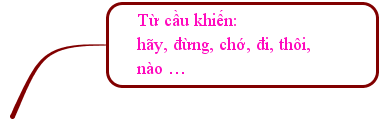 Từ cầu khiến:
hãy, đừng, chớ, đi, thôi,
nào …